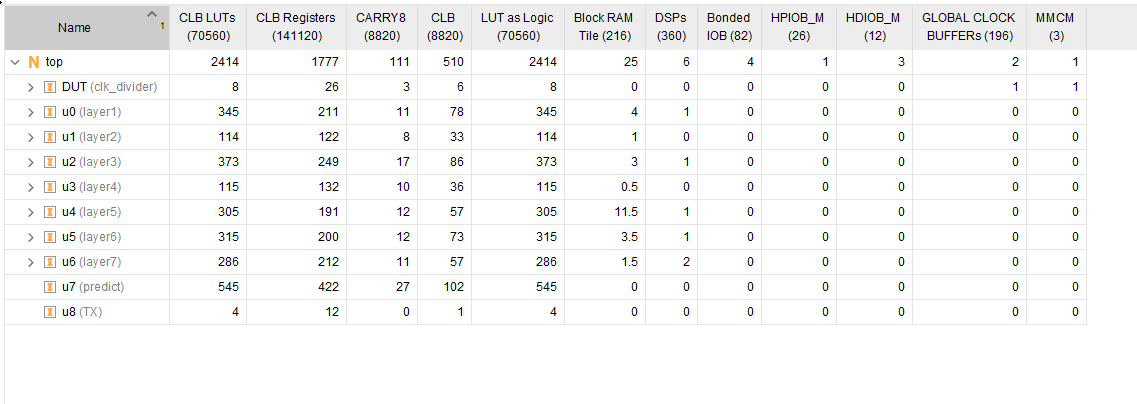 Name 1 CLB LUTs (70560) CLB Registers (141120) CARRY8 (8820) CLB (8820) LUT as Logic (70560) Block RAM Tile (216) DSPs (360) Bonded IOB (82) HPIOB_M (26) HDIOB_M (12) GLOBAL CLOCK BUFFERs (196) MMCM (3)
N top 2414 1777 111 510 2414 25 6 4 1 3 2 1
I DUT (clk_divider) 8 26 3 6 8 0 0 0 0 0 1 1
I u0 (layer1) 345 211 11 78 345 4 1 0 0 0 0 0
I u1 (layer2) 114 122 8 33 114 1 0 0 0 0 0 0
I u2 (layer3) 373 249 17 86 373 3 1 0 0 0 0 0
I u3 (layer4) 115 132 10 36 115 0.5 0 0 0 0 0 0
I u4 (layer5) 305 191 12 57 305 11.5 1 0 0 0 0 0
I u5 (layer6) 315 200 12 73 315 3.5 1 0 0 0 0 0
I u6 (layer7) 286 212 11 57 286 1.5 2 0 0 0 0 0
I u7 (predict) 545 422 27 102 545 0 0 0 0 0 0 0
I u8 (TX) 4 12 0 1 4 0 0 0 0 0 0 0